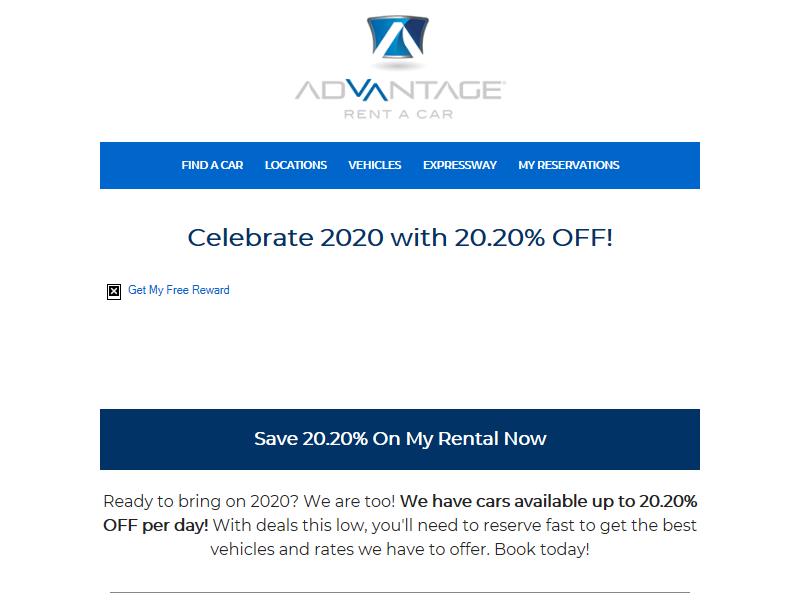 ADVANTAGE
RENT A CAR
FIND A CAR LOCATIONS VEHICLES EXPRESSWAY MY RESERVATIONS
Celebrate 2020 with 20.20% OFF!
Get My Free Reward
Save 20.20% On My Rental Now
Ready to bring on 2020? We are too! We have cars available up to 20.20%
OFF per day! With deals this low, you'll need to reserve fast to get the best
vehicles and rates we have to offer. Book today!